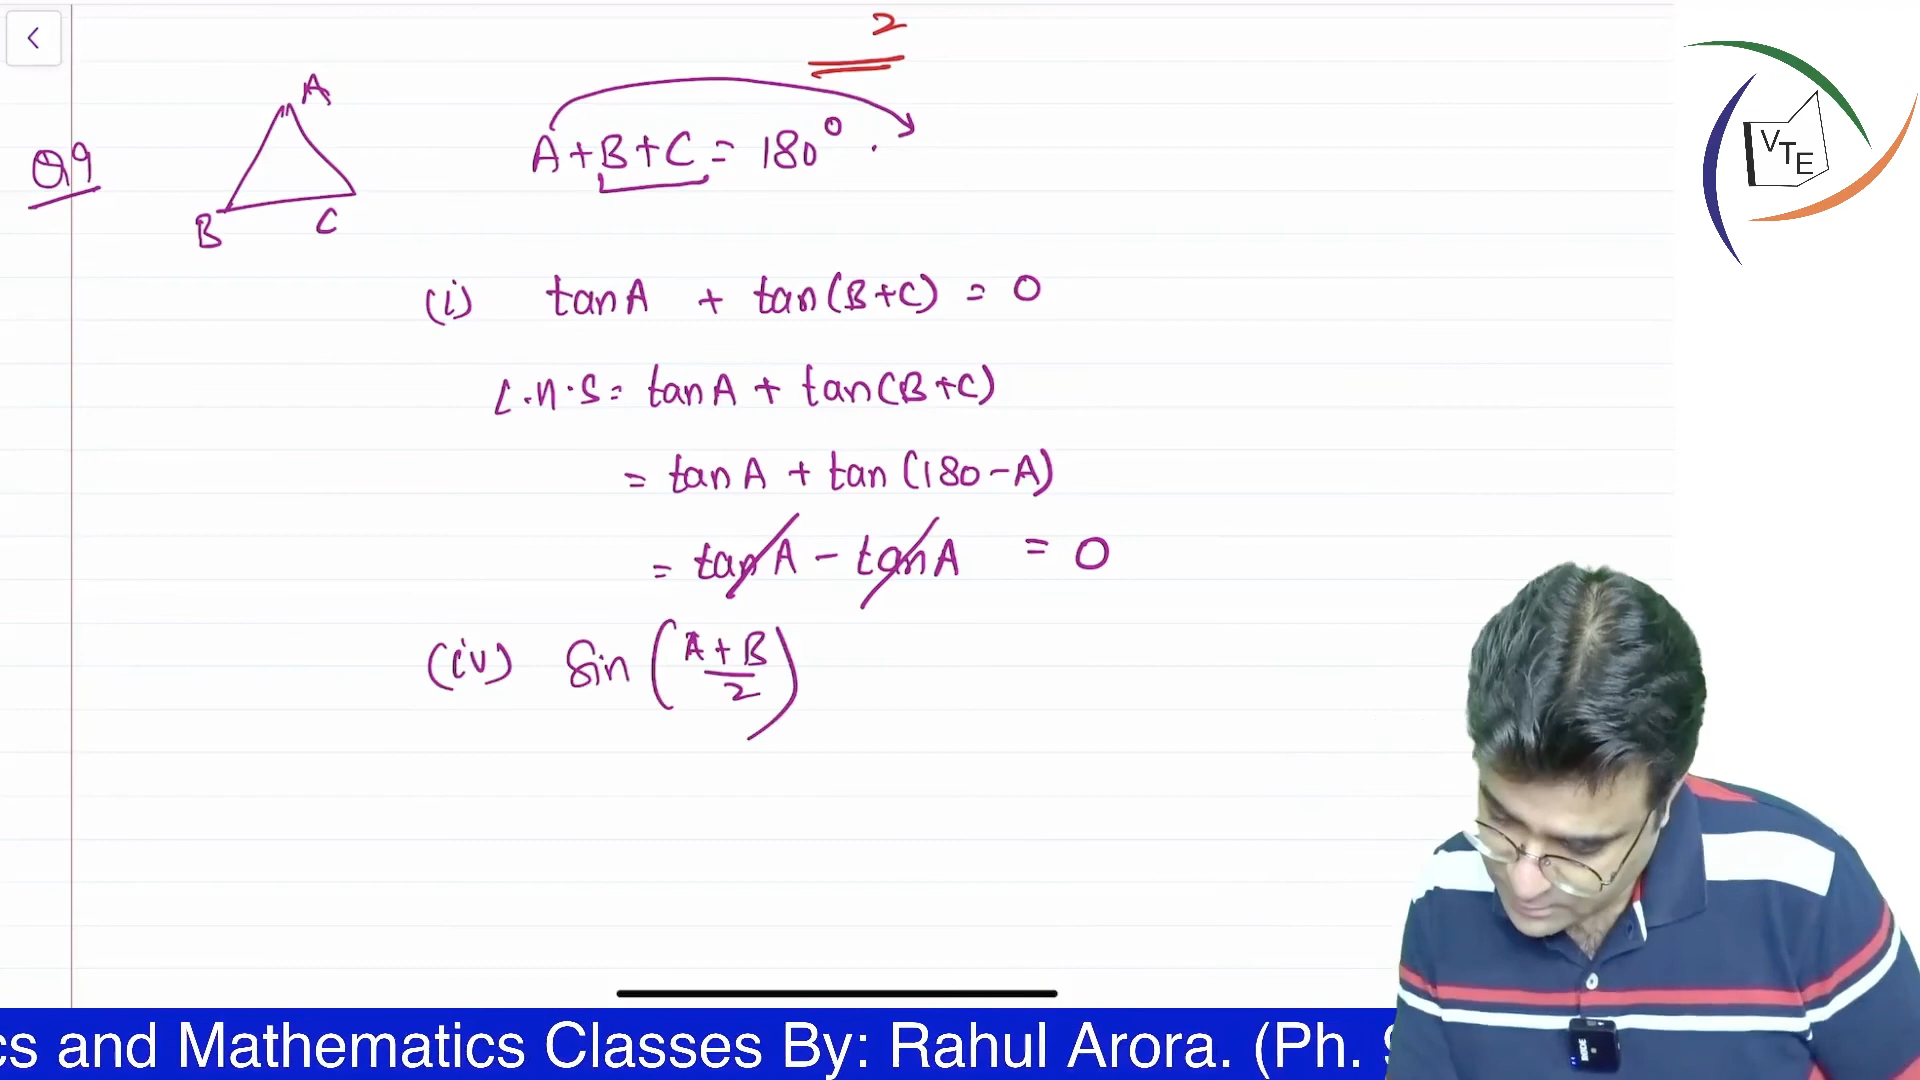 2
A
Q9
A+B+C = 180°
B
C
(i) tanA + tan(B+C) = 0
L.H.S = tanA + tan(B+C)
= tanA + tan(180-A)
= tanA - tanA = 0
(iv) Sin(A+B/2)
VTE
cs and Mathematics Classes By: Rahul Arora. (Ph. 9